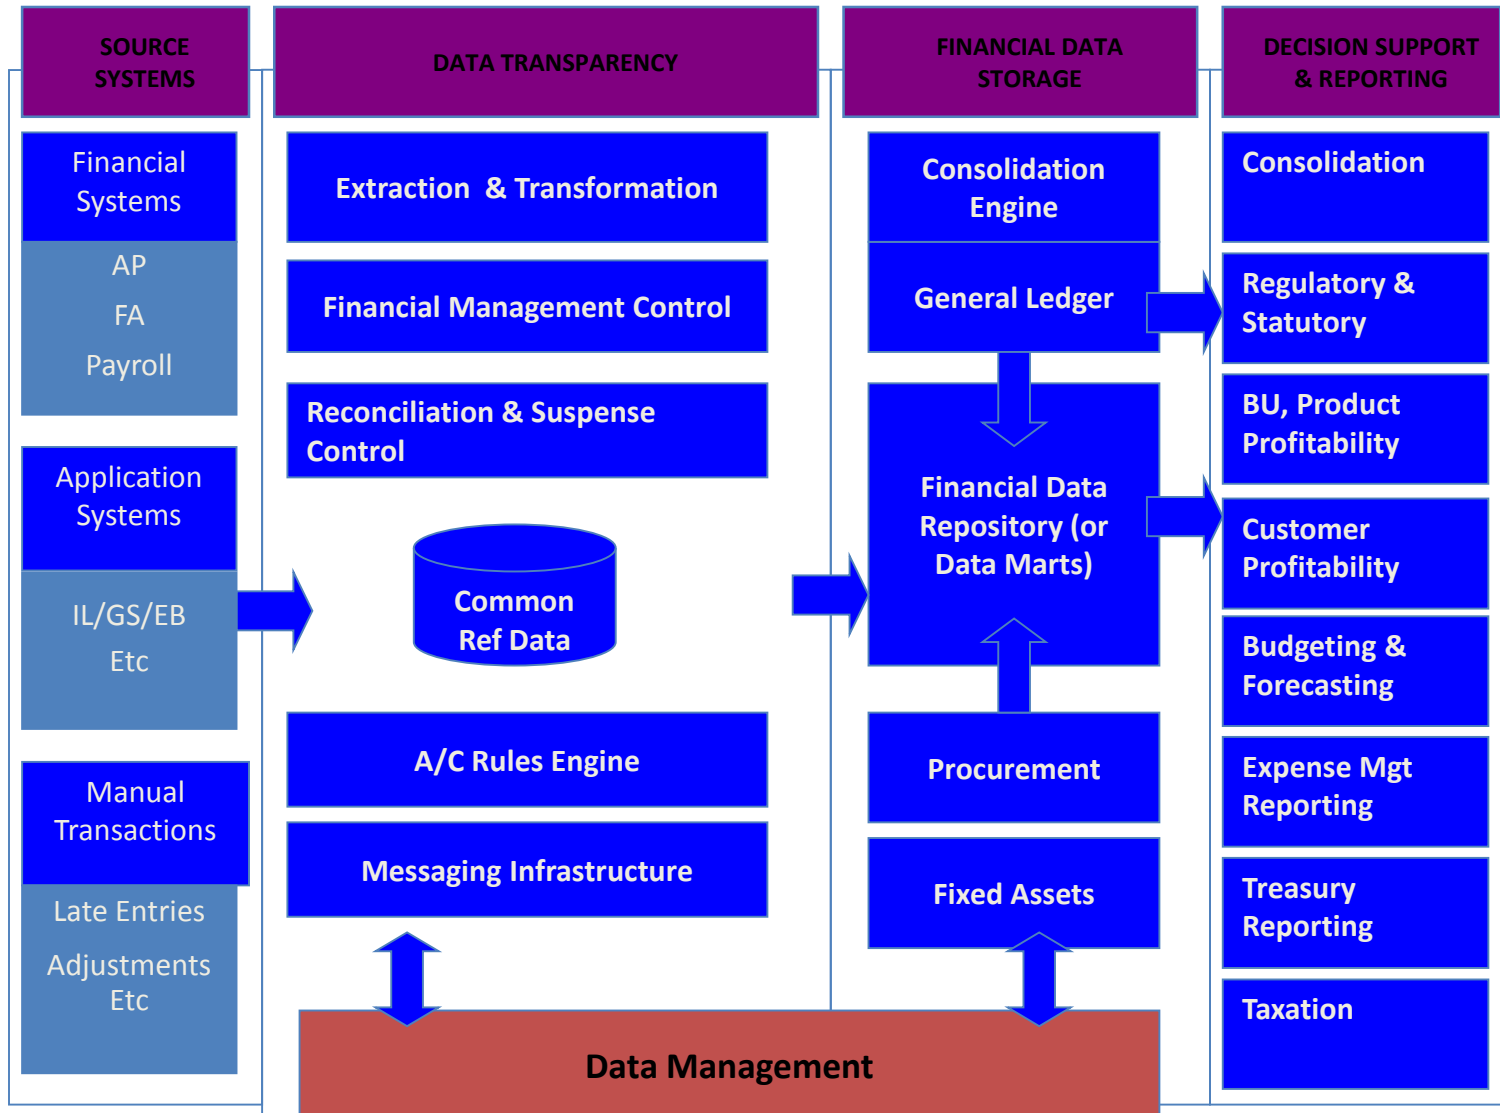 SOURCE
SYSTEMS
DATA TRANSPARENCY
FINANCIAL DATA
STORAGE
DECISION SUPPORT
& REPORTING
Financial
Systems
AP
FA
Payroll
Application
Systems
IL/GS/EB
Etc
Manual
Transactions
Late Entries
Adjustments
Etc
Extraction & Transformation
Financial Management Control
Reconciliation & Suspense
Control
Common
Ref Data
A/C Rules Engine
Messaging Infrastructure
Consolidation
Engine
General Ledger
Financial Data
Repository (or
Data Marts)
Procurement
Fixed Assets
Consolidation
Regulatory &
Statutory
BU, Product
Profitability
Customer
Profitability
Budgeting &
Forecasting
Expense Mgt
Reporting
Treasury
Reporting
Taxation
Data Management